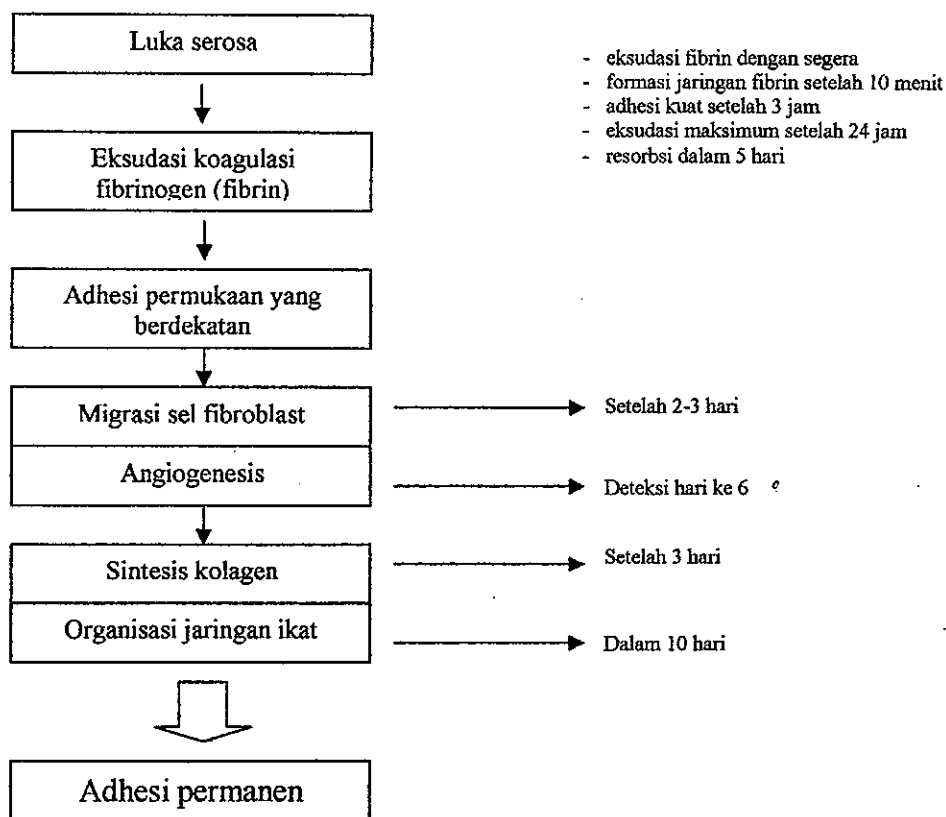 Luka serosa
- eksudasi fibrin dengan segera
- formasi jaringan fibrin setelah 10 menit
- adhesi kuat setelah 3 jam
- eksudasi maksimum setelah 24 jam
- resorbsi dalam 5 hari
Eksudasi koagulasi
fibrinogen (fibrin)
Adhesi permukaan yang
berdekatan
Migrasi sel fibroblast
Setelah 2-3 hari
Angiogenesis
Deteksi hari ke 6
Sintesis kolagen
Setelah 3 hari
Organisasi jaringan ikat
Dalam 10 hari
Adhesi permanen